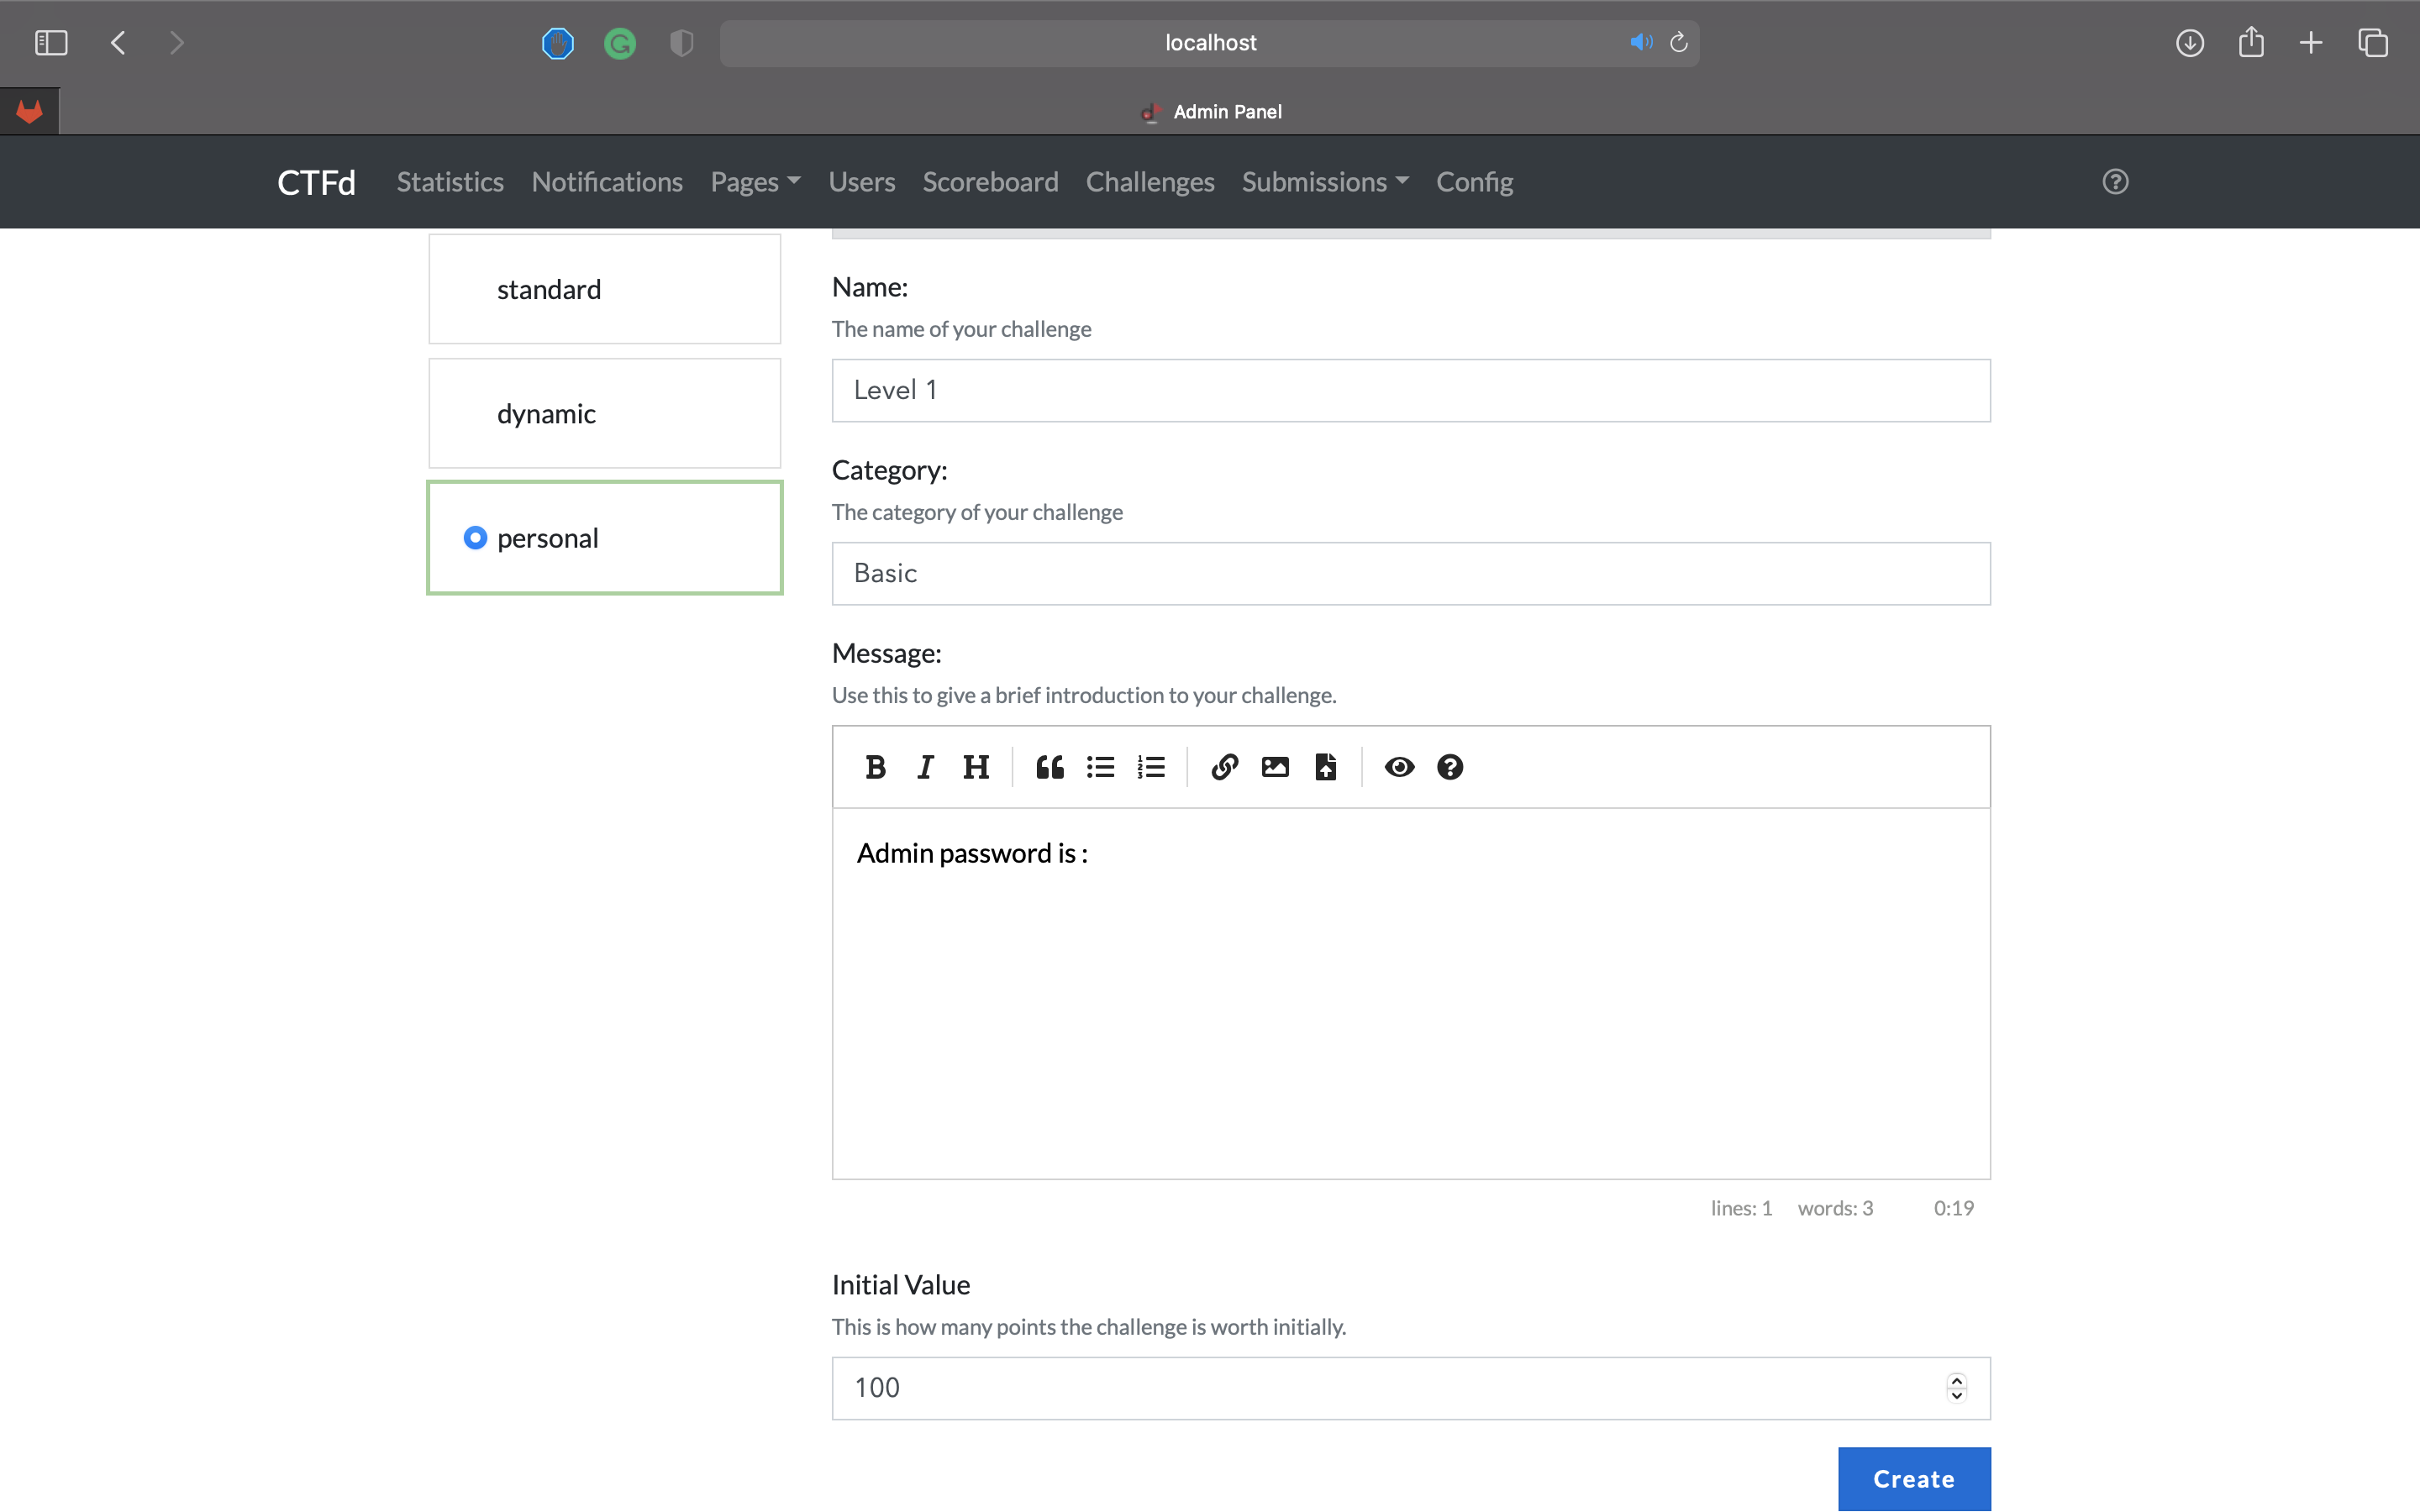 localhost
Admin Panel
CTFd Statistics Notifications Pages Users Scoreboard Challenges Submissions Config
standard
dynamic
personal
Name:
The name of your challenge
Level 1
Category:
The category of your challenge
Basic
Message:
Use this to give a brief introduction to your challenge.
B I H
Admin password is :
lines: 1 words: 3 0:19
Initial Value
This is how many points the challenge is worth initially.
100
Create